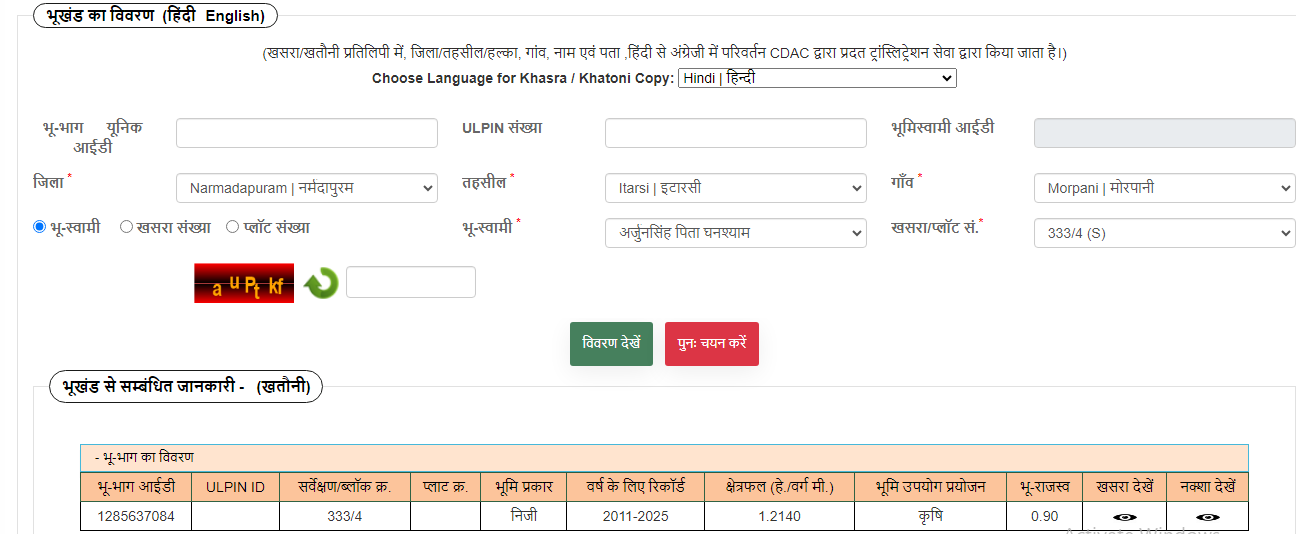 भूखंड का विवरण (हिंदी English)
(खसरा/खतौनी प्रतिलिपी में, जिला/तहसील/हल्का, गांव, नाम एवं पता ,हिंदी से अंग्रेजी में परिवर्तन CDAC द्वारा प्रदत ट्रांस्लिट्रेशन सेवा द्वारा किया जाता है।)
Choose Language for Khasra / Khatoni Copy: Hindi | हिन्दी
भू-भाग यूनिक आईडी
ULPIN संख्या
भूमिस्वामी आईडी
जिला * Narmadapuram | नर्मदापुरम तहसील * Itarsi | इटारसी गाँव * Morpani | मोरपानी
भू-स्वामी खसरा संख्या प्लॉट संख्या भू-स्वामी * अर्जुनसिंह पिता घनश्याम खसरा/प्लॉट सं.* 333/4 (S)
a u P t kf
विवरण देखें पुनः चयन करें
भूखंड से सम्बंधित जानकारी - (खतौनी)
- भू-भाग का विवरण
भू-भाग आईडी ULPIN ID सर्वेक्षण/ब्लॉक क्र. प्लाट क्र. भूमि प्रकार वर्ष के लिए रिकॉर्ड क्षेत्रफल (हे./वर्ग मी.) भूमि उपयोग प्रयोजन भू-राजस्व खसरा देखें नक्शा देखें
1285637084 333/4 निजी 2011-2025 1.2140 कृषि 0.90
Activate Windows